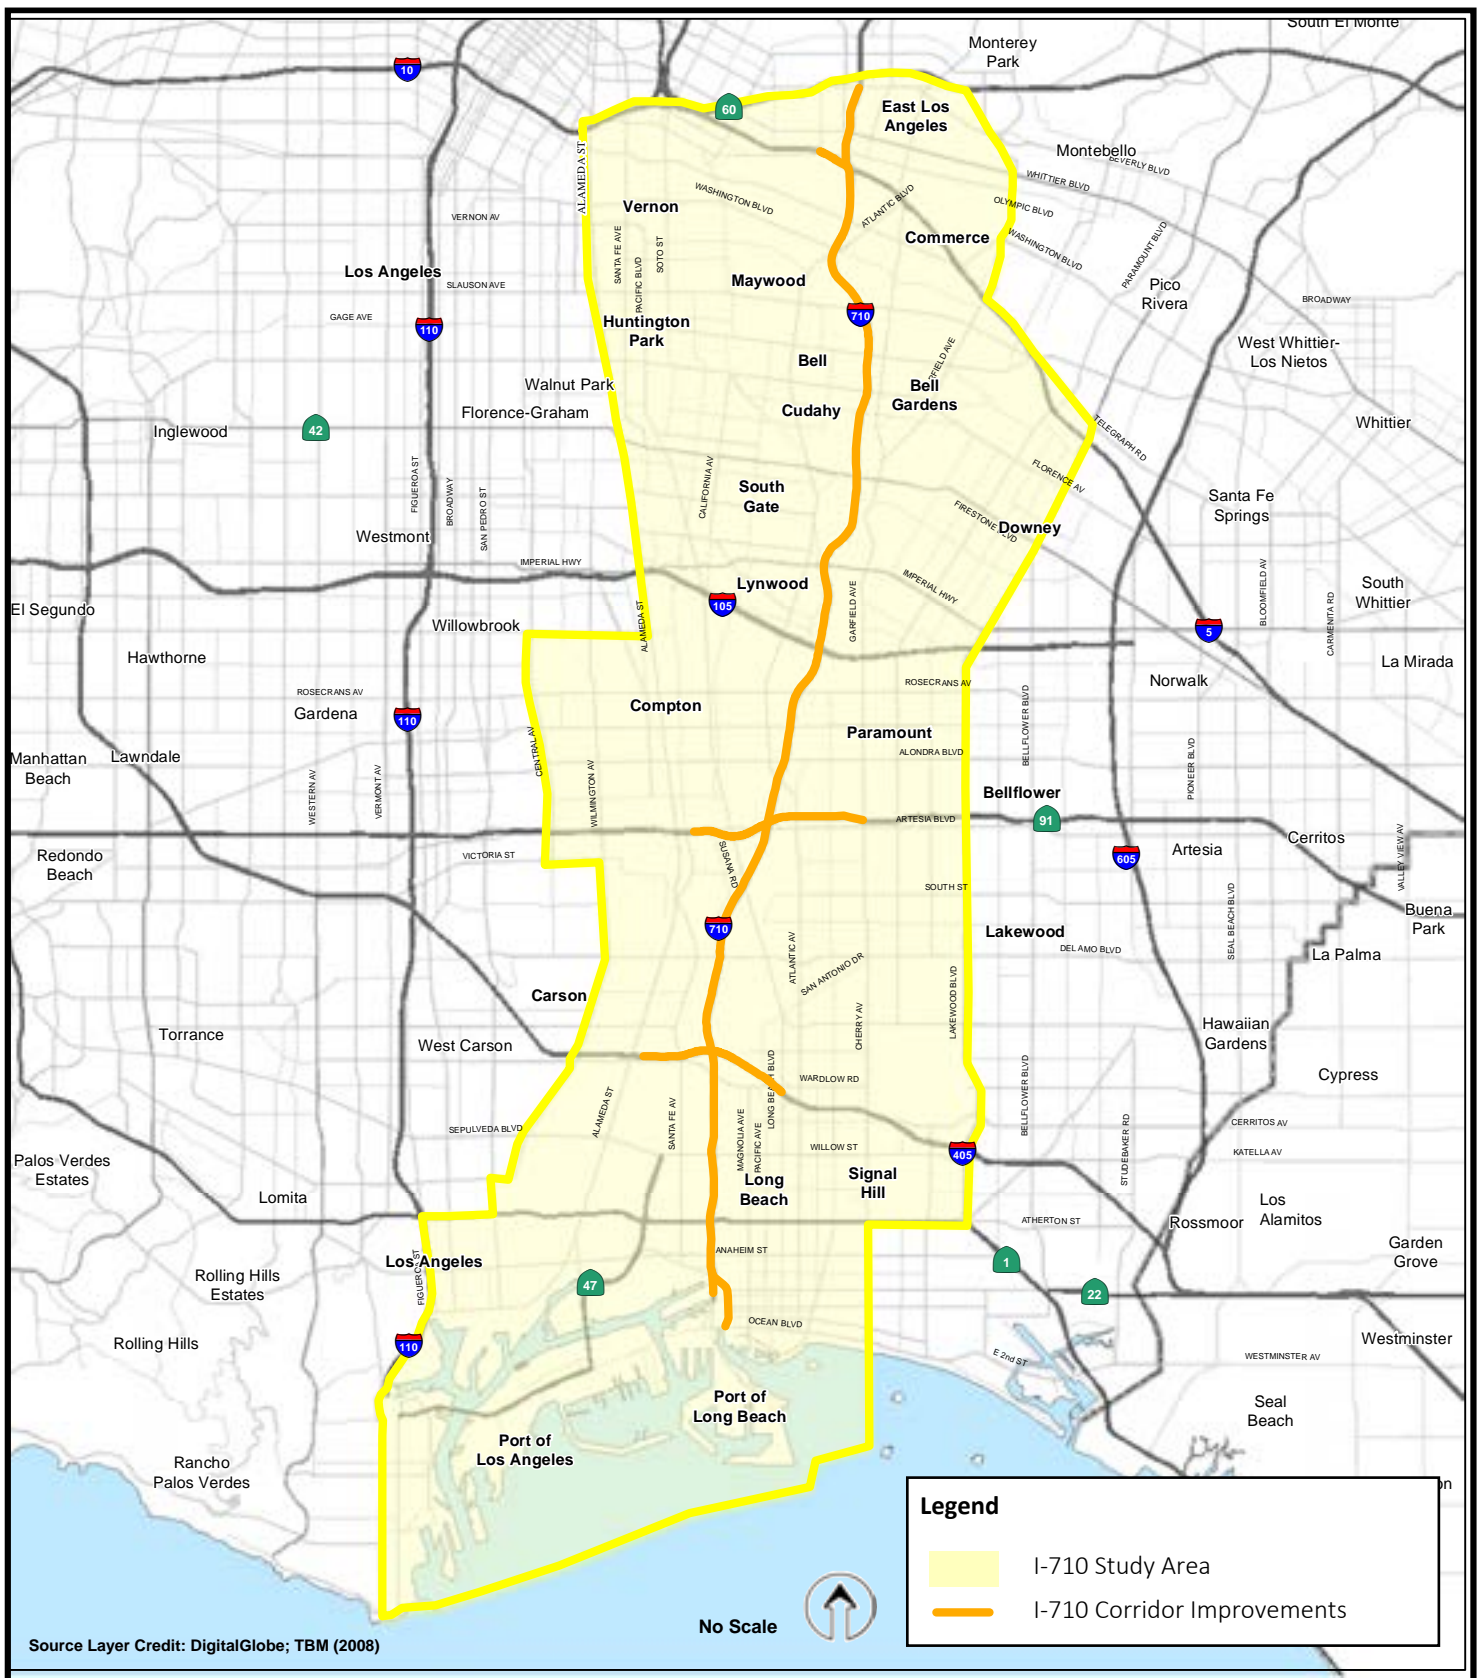 South El Monte
Monterey
Park
10
60
East Los
Angeles
Montebello
BEVERLY BLVD
WHITTIER BLVD
ALAMEDA ST
WASHINGTON BLVD
ATLANTIC BLVD
OLYMPIC BLVD
Vernon
VERNON AV
Commerce
WASHINGTON BLVD
PARAMOUNT BLVD
SANTA FE AVE
PACIFIC BLVD
SOTO ST
Los Angeles
SLAUSON AVE
Maywood
Pico
Rivera
BROADWAY
GAGE AVE
110
Huntington
Park
710
West Whittier-
Los Nietos
Bell
Bell
Gardens
Walnut Park
Florence-Graham
Cudahy
Inglewood
42
Whittier
TELEGRAPH RD
FLORENCE AV
FIGUEROA ST
BROADWAY
SAN PEDRO ST
CALIFORNIA AV
South
Gate
Santa Fe
Springs
FIRESTONE BLVD
Downey
Westmont
IMPERIAL HWY
IMPERIAL HWY
Lynwood
105
GARFIELD AVE
BLOOMFIELD AV
CARMENITA RD
South
Whittier
El Segundo
ALAMEDA ST
Willowbrook
5
Hawthorne
La Mirada
ROSECRANS AV
ROSECRANS AV
Norwalk
Gardena
110
Compton
BELLFLOWER BLVD
Paramount
ALONDRA BLVD
Manhattan
Beach
Lawndale
CENTRAL AV
WESTERN AV
VERMONT AV
WILMINGTON AV
PIONEER BLVD
Bellflower
ARTESIA BLVD
91
Cerritos
Artesia
605
VALLEY VIEW AV
Redondo
Beach
VICTORIA ST
SUSANA RD
SOUTH ST
710
Lakewood
DEL AMO BLVD
SEAL BEACH BLVD
Buena
Park
La Palma
ATLANTIC AV
SAN ANTONIO DR
Carson
LAKEWOOD BLVD
CHERRY AV
Torrance
West Carson
Hawaiian
Gardens
Cypress
LONG BEACH BLVD
WARDLOW RD
BELLFLOWER BLVD
ALAMEDA ST
SANTA FE AV
MAGNOLIA AVE
PACIFIC AVE
SEPULVEDA BLVD
WILLOW ST
405
STUDEBAKER RD
CERRITOS AV
KATELLA AV
Palos Verdes
Estates
Lomita
Long
Beach
Signal
Hill
Los
Alamitos
Rossmoor
ATHERTON ST
Garden
Grove
Los Angeles
ANAHEIM ST
1
FIGUEROA ST
Rolling Hills
Estates
47
22
OCEAN BLVD
Rolling Hills
110
Westminster
E 2nd ST
WESTMINSTER AV
Port of
Long Beach
Seal
Beach
Port of
Los Angeles
Rancho
Palos Verdes
Legend
I-710 Study Area
I-710 Corridor Improvements
No Scale
Source Layer Credit: DigitalGlobe; TBM (2008)